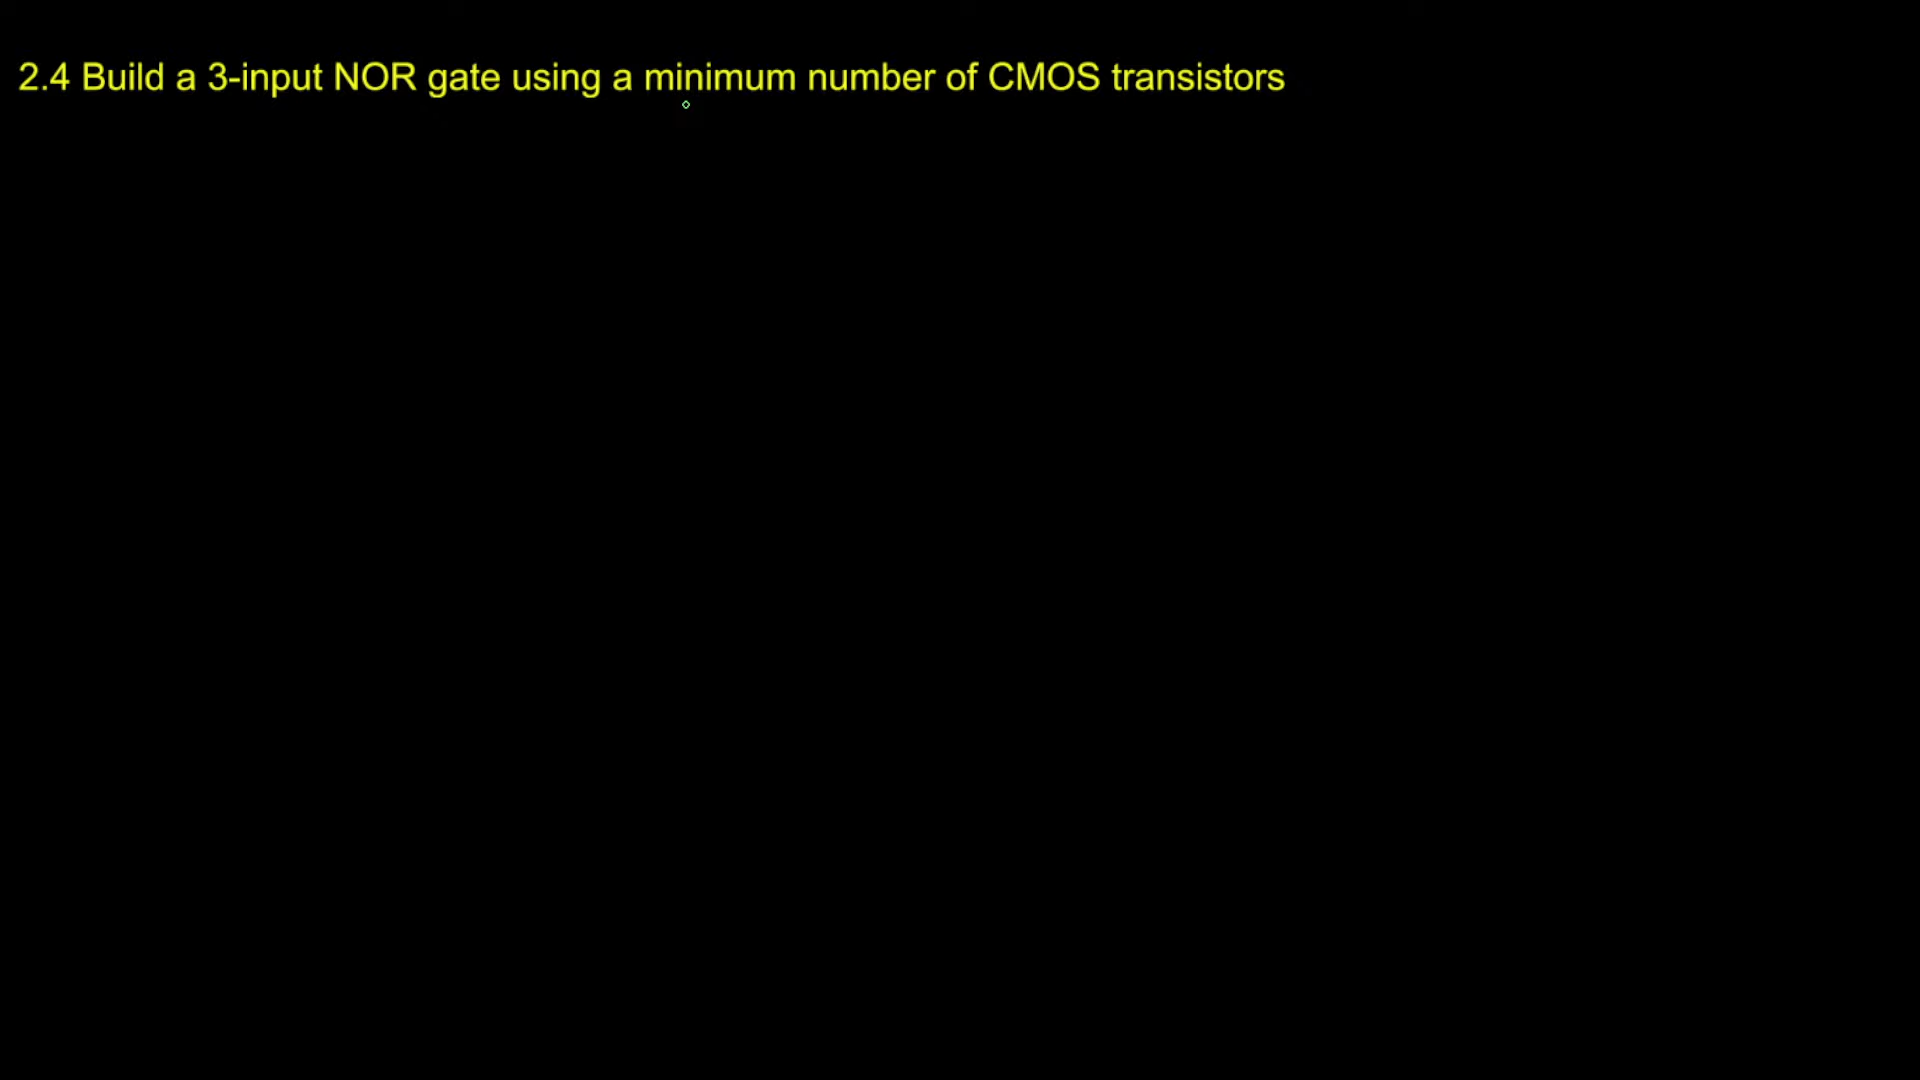 2.4 Build a 3-input NOR gate using a minimum number of CMOS transistors